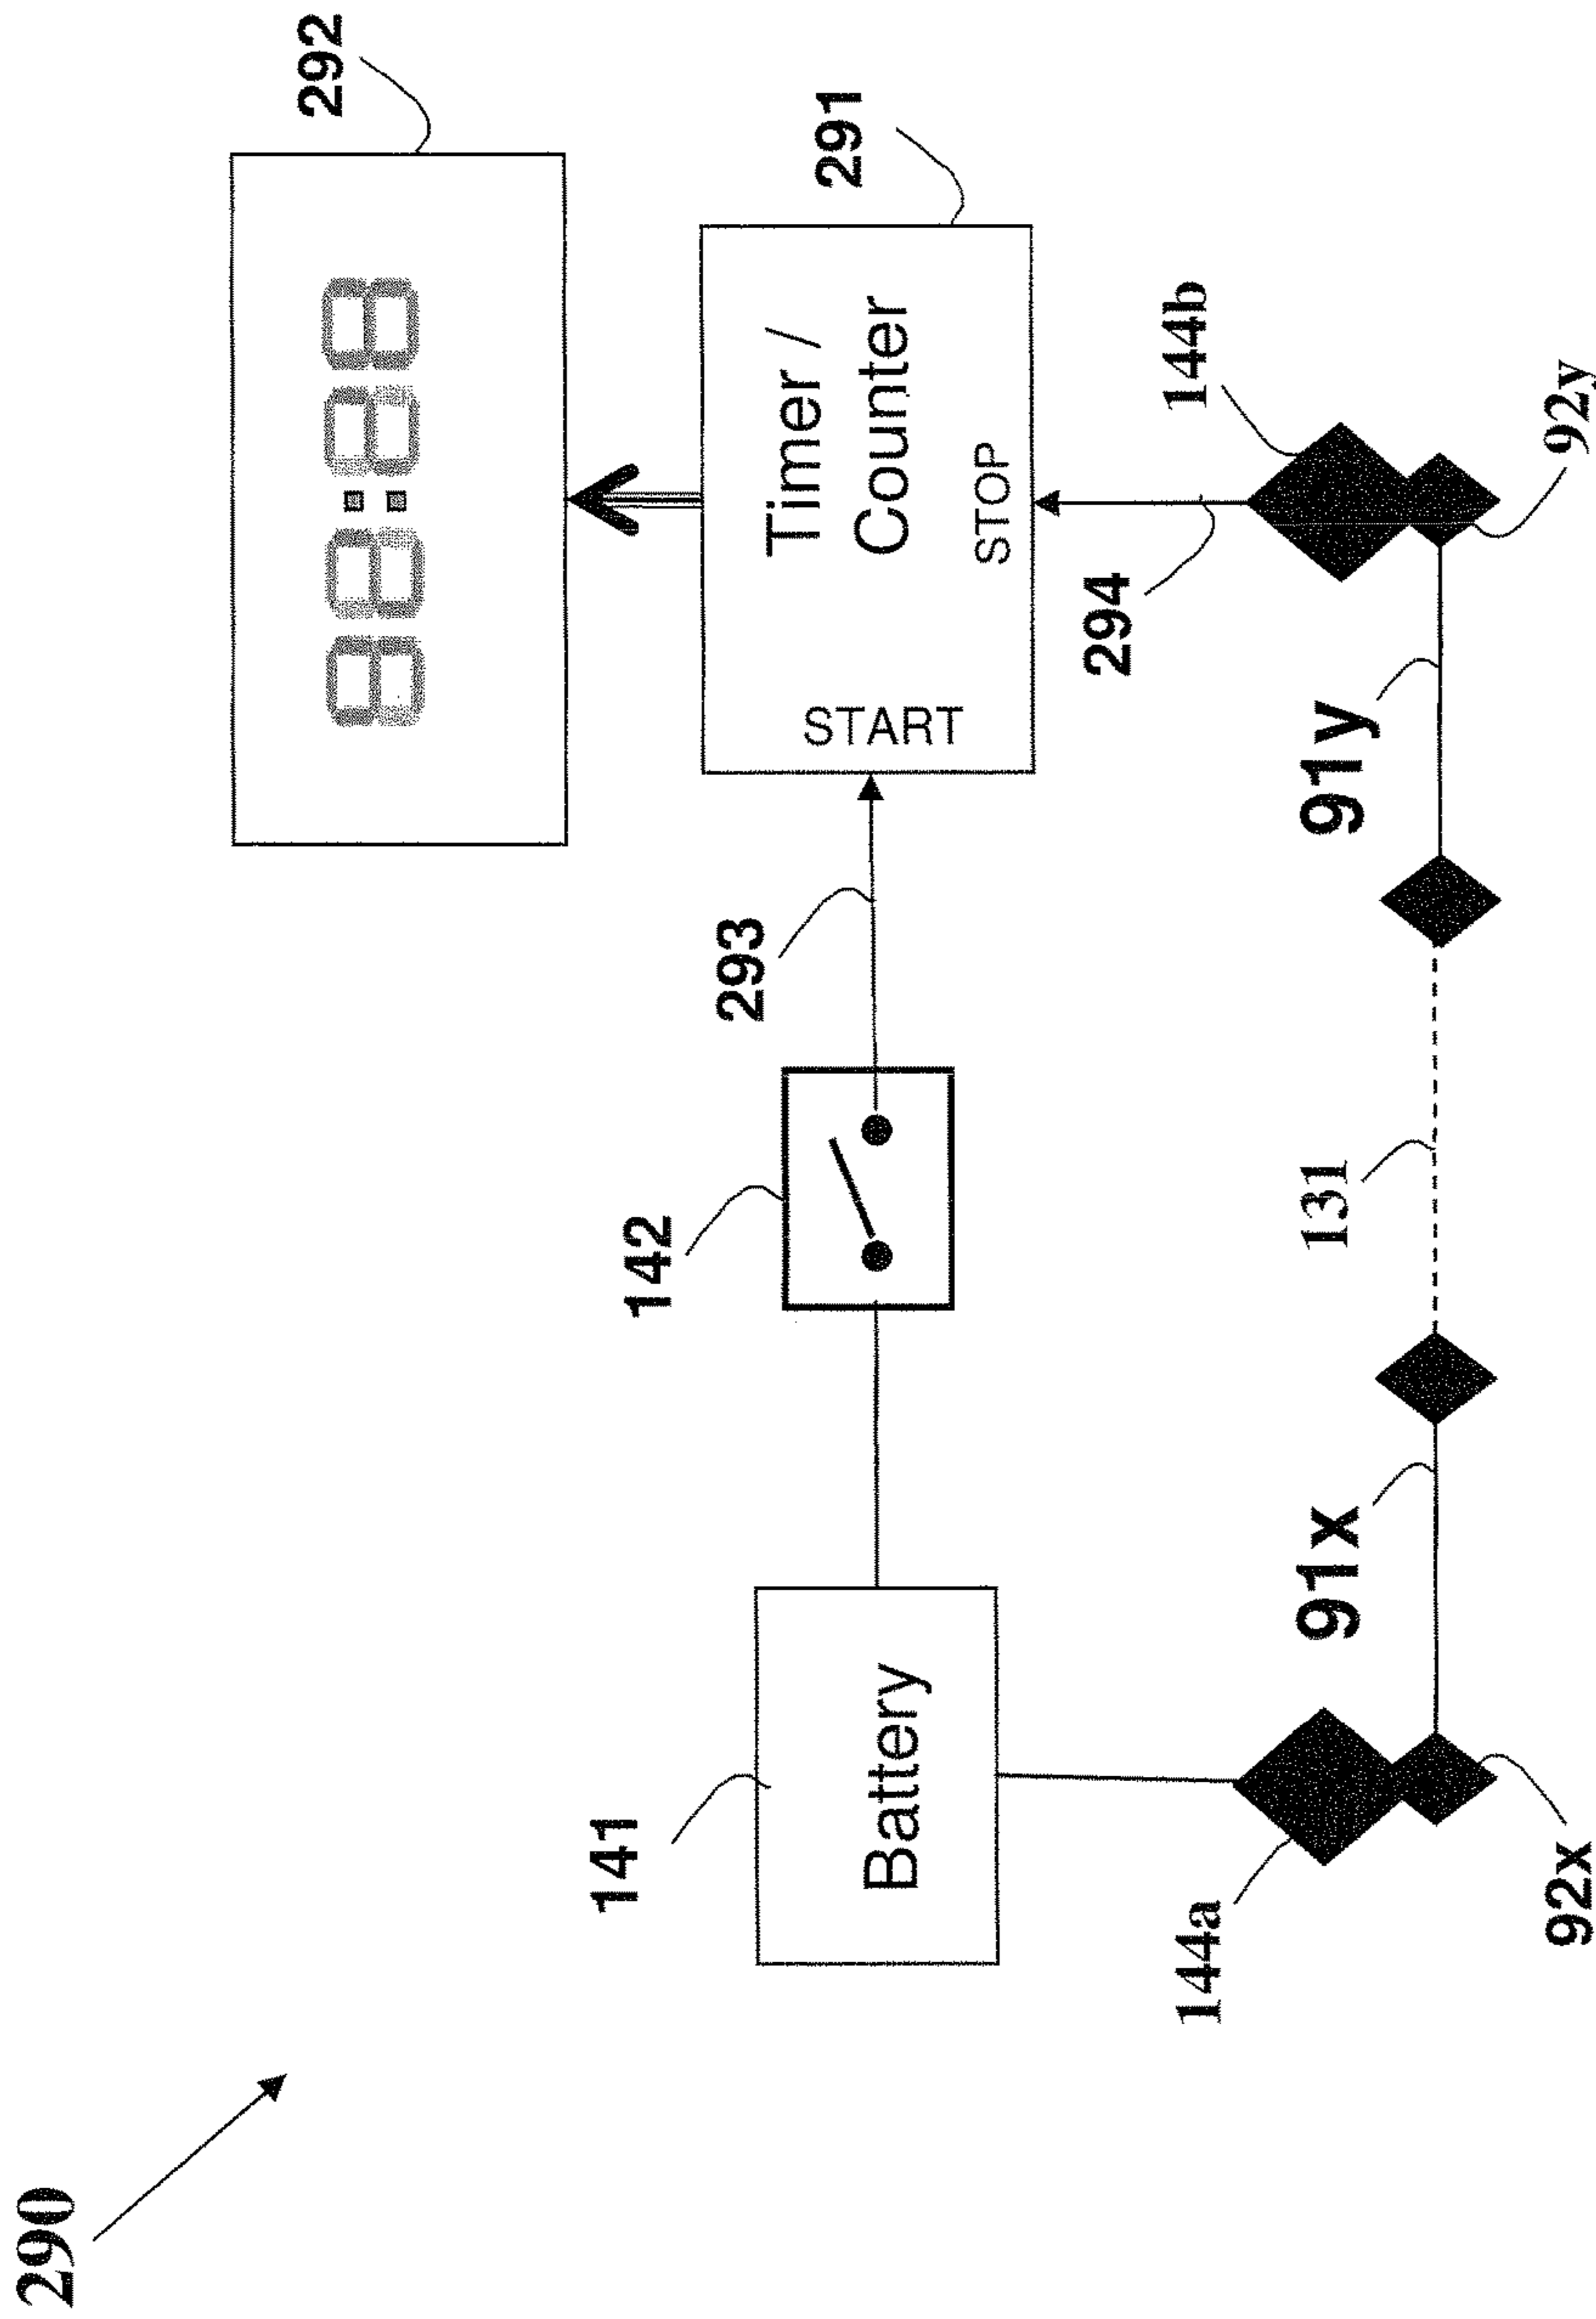 290
292
88:88
291
Timer /
Counter
START
STOP
293
142
141
Battery
294
144b
92y
91y
131
91x
144a
92x